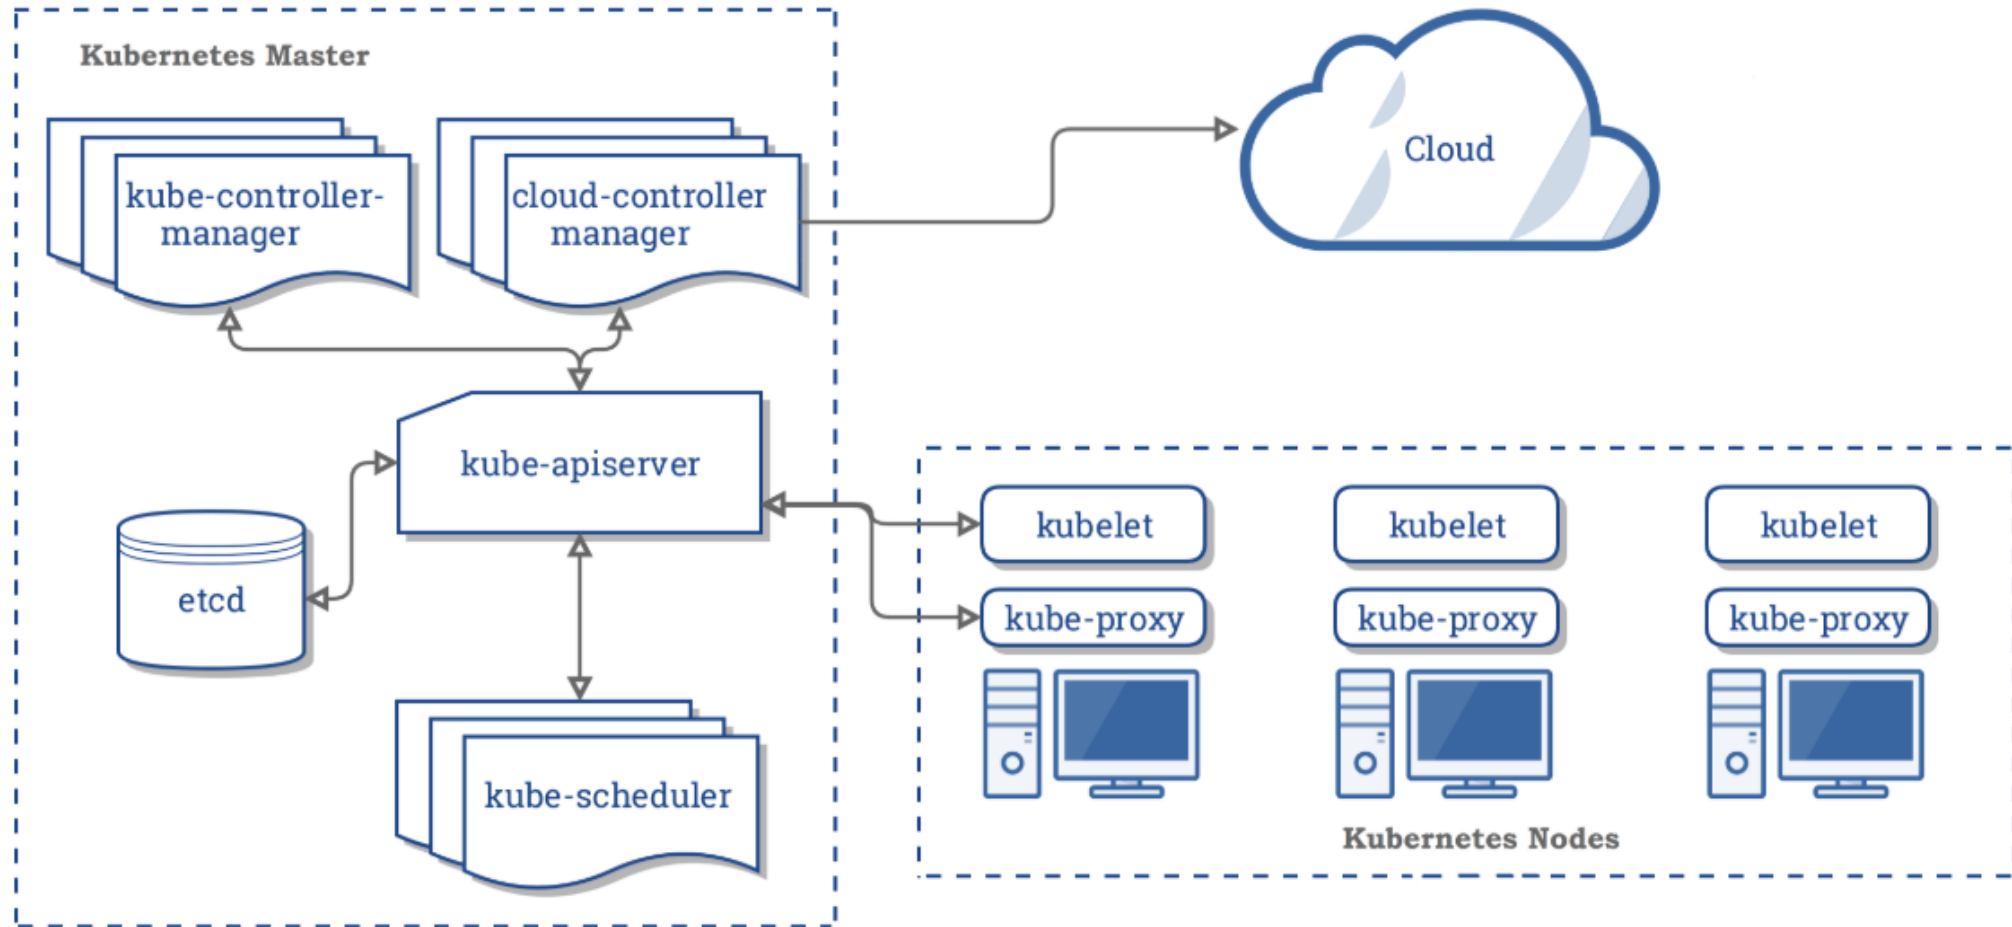 Kubernetes Master
kube-controller-
manager
cloud-controller
manager
Cloud
kube-apiserver
etcd
kube-scheduler
kubelet
kubelet
kubelet
kube-proxy
kube-proxy
kube-proxy
Kubernetes Nodes